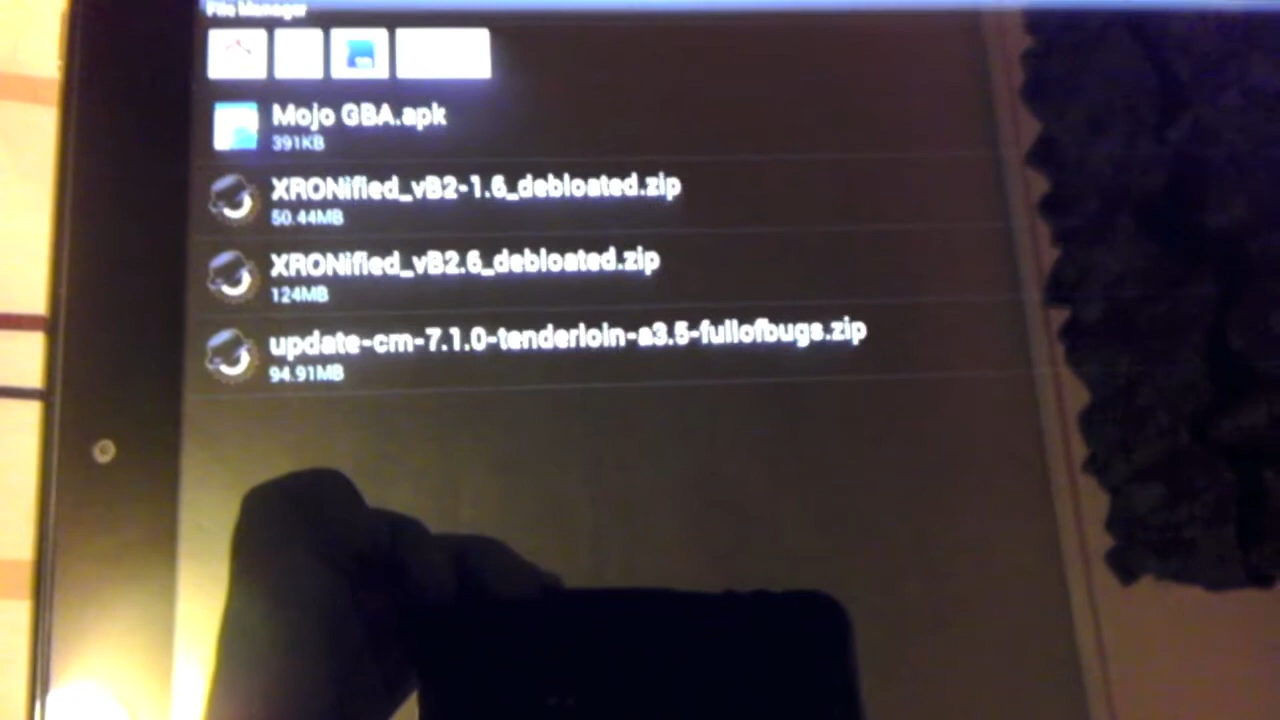 File Manager
Mojo GBA.apk
391KB
XRONified_vB2-1.6_debloated.zip
50.44MB
XRONified_vB2.6_debloated.zip
124MB
update-cm-7.1.0-tenderloin-a3.5-fullofbugs.zip
94.91MB